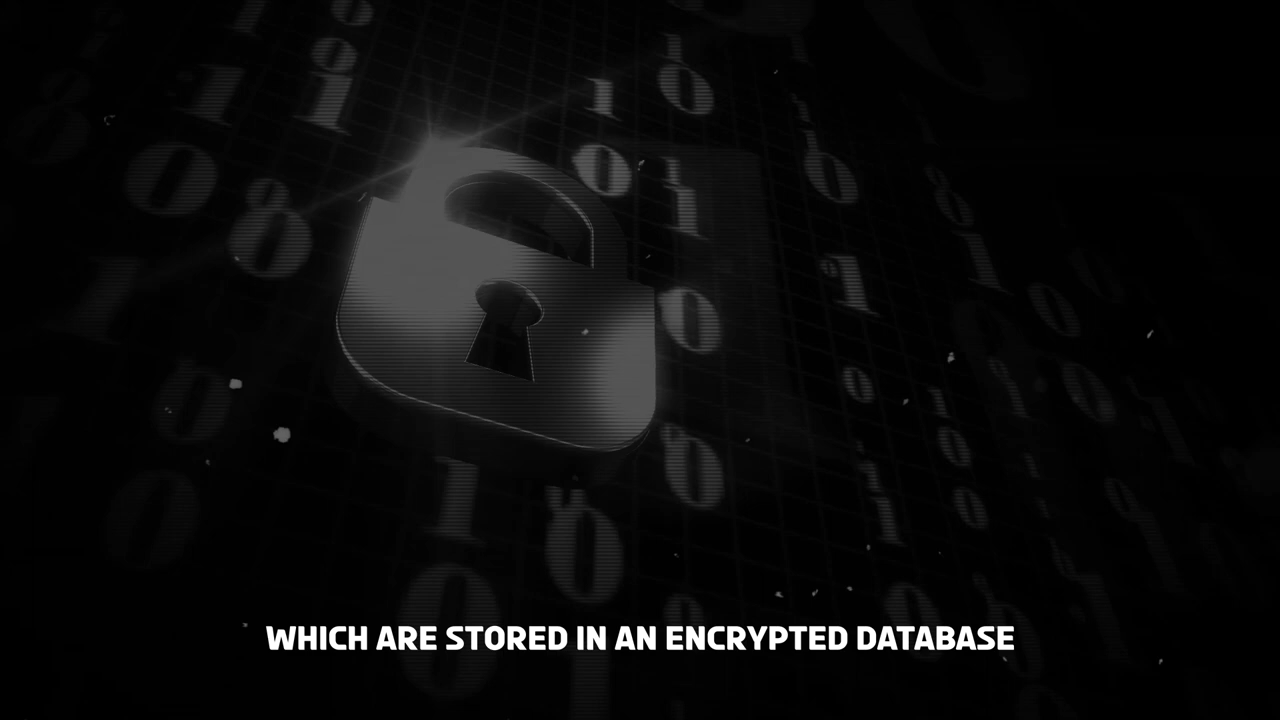 WHICH ARE STORED IN AN ENCRYPTED DATABASE